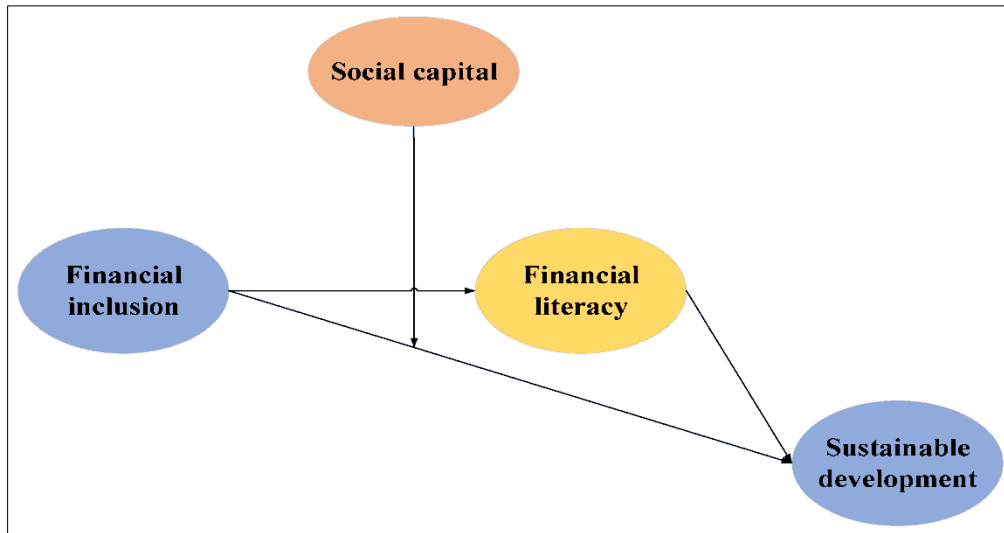 Social capital
Financial
inclusion
Financial
literacy
Sustainable
development